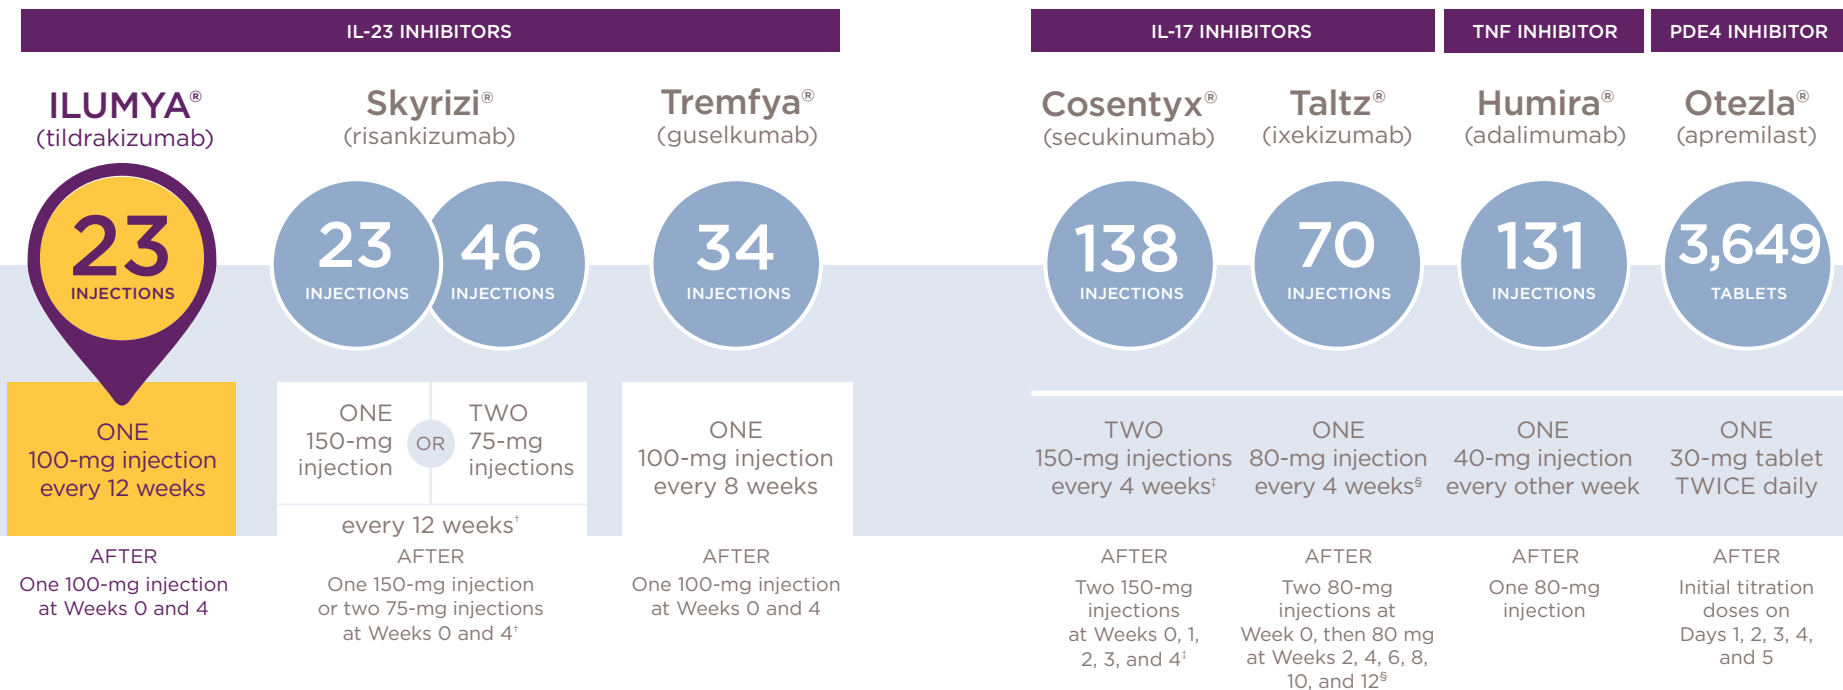 IL-23 INHIBITORS
IL-17 INHIBITORS
TNF INHIBITOR
PDE4 INHIBITOR
ILUMYA®
(tildrakizumab)
23
INJECTIONS
ONE
100-mg injection
every 12 weeks
AFTER
One 100-mg injection
at Weeks 0 and 4
Skyrizi®
(risankizumab)
23
INJECTIONS
46
INJECTIONS
ONE
150-mg
injection
OR
TWO
75-mg
injections
every 12 weeks†
AFTER
One 150-mg injection
or two 75-mg injections
at Weeks 0 and 4†
Tremfya®
(guselkumab)
34
INJECTIONS
ONE
100-mg injection
every 8 weeks
AFTER
One 100-mg injection
at Weeks 0 and 4
Cosentyx®
(secukinumab)
138
INJECTIONS
TWO
150-mg injections
every 4 weeks‡
AFTER
Two 150-mg
injections
at Weeks 0, 1,
2, 3, and 4‡
Taltz®
(ixekizumab)
70
INJECTIONS
ONE
80-mg injection
every 4 weeks§
AFTER
Two 80-mg
injections at
Week 0, then 80 mg
at Weeks 2, 4, 6, 8,
10, and 12§
Humira®
(adalimumab)
131
INJECTIONS
ONE
40-mg injection
every other week
AFTER
One 80-mg
injection
Otezla®
(apremilast)
3,649
TABLETS
ONE
30-mg tablet
TWICE daily
AFTER
Initial titration
doses on
Days 1, 2, 3, 4,
and 5